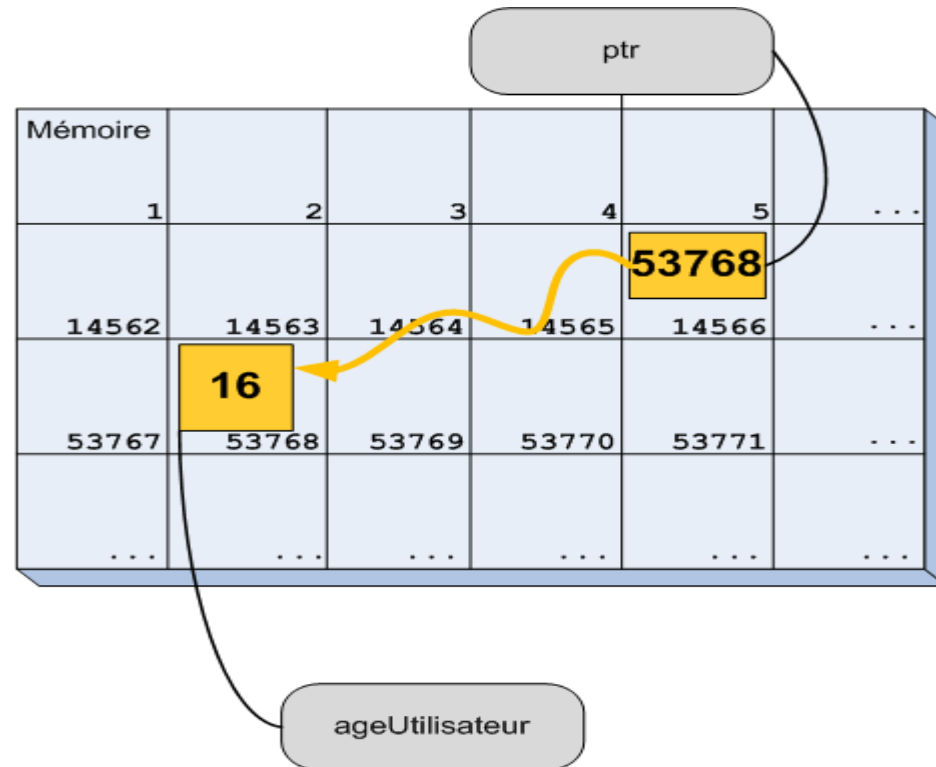 ptr
Mémoire
1 2 3 4 5 ...
53768
14562 14563 14564 14565 14566 ...
16
53767 53768 53769 53770 53771 ...
... ... ... ... ... ...
ageUtilisateur